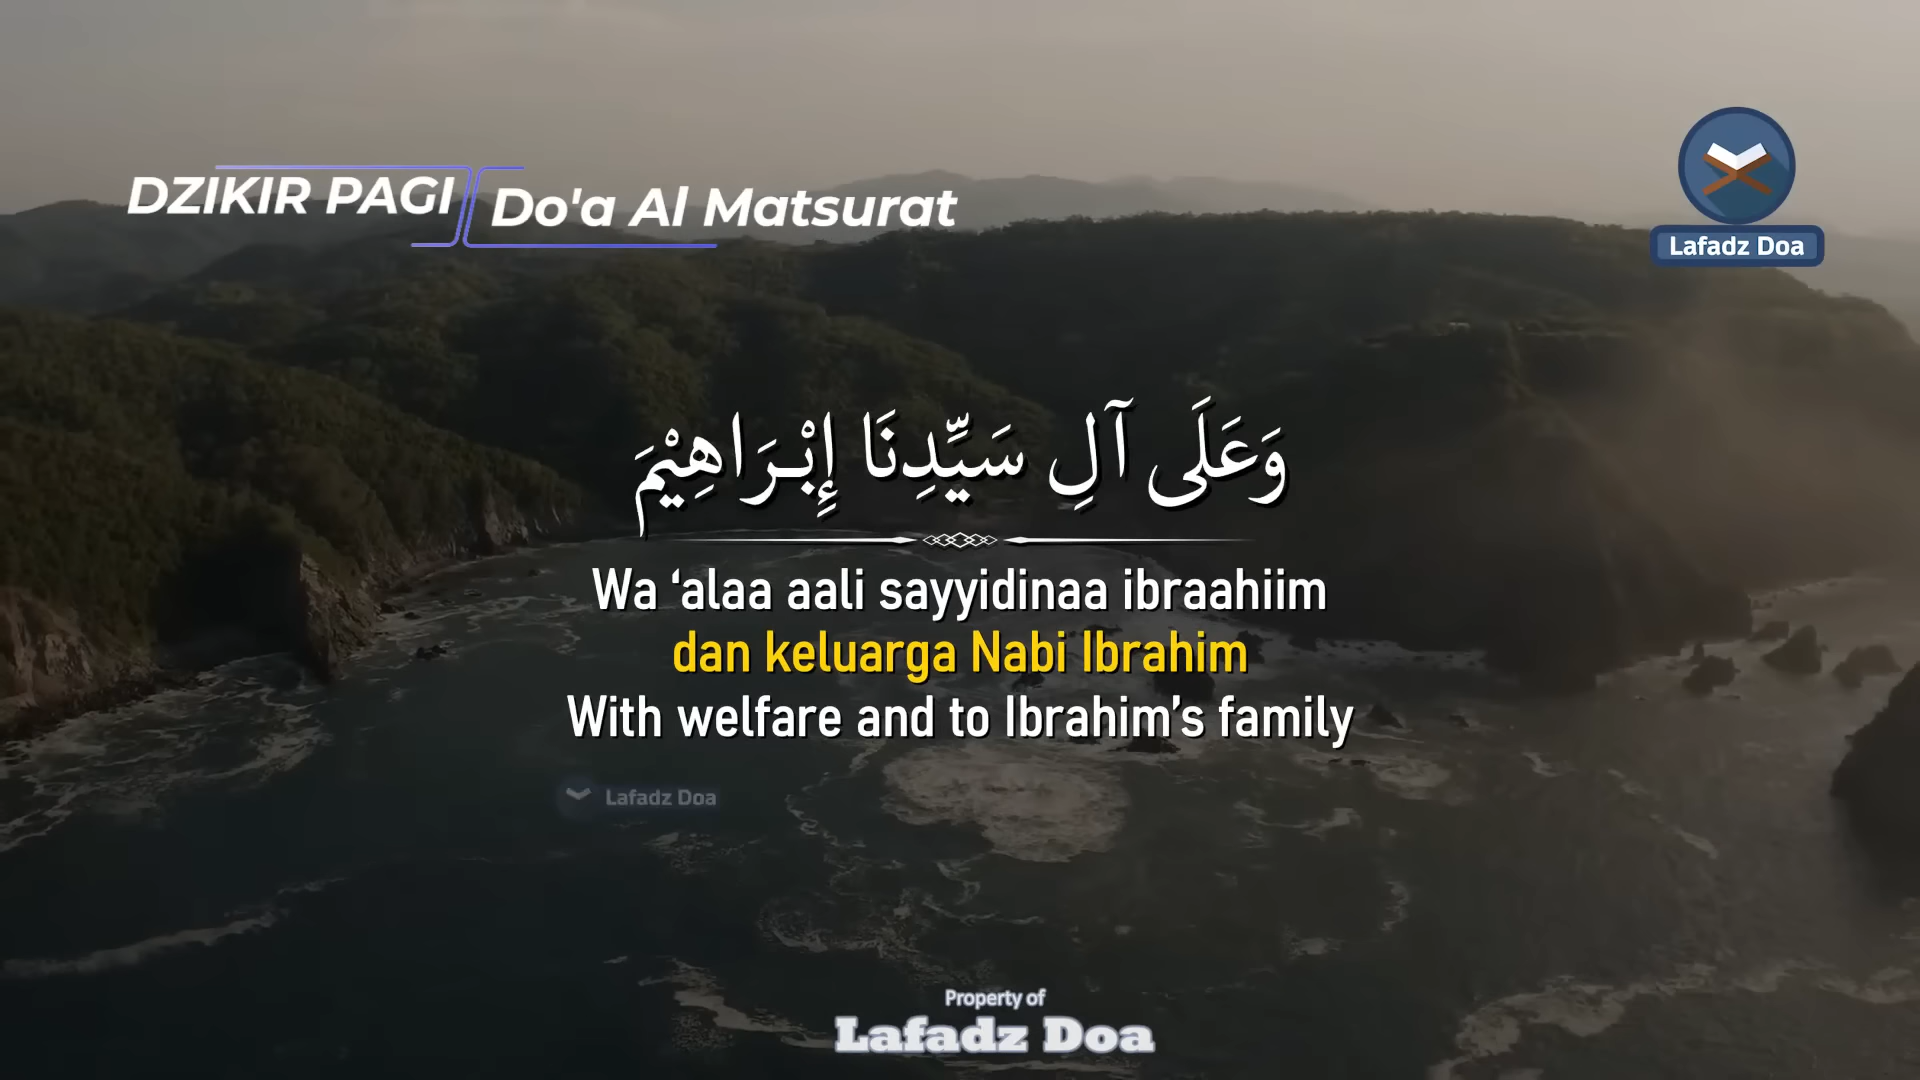 DZIKIR PAGI
Do'a Al Matsurat
Lafadz Doa
وَعَلَى آلِ سَيِّدِنَا إِبْرَاهِيْمَ
Wa ‘alaa aali sayyidinaa ibraahiim
dan keluarga Nabi Ibrahim
With welfare and to Ibrahim’s family
Lafadz Doa
Property of
Lafadz Doa